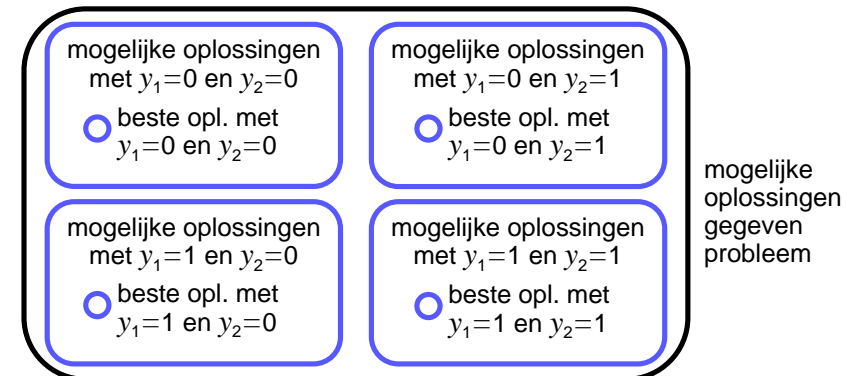 mogelijke oplossingen
met y₁=0 en y₂=0
beste opl. met
y₁=0 en y₂=0
mogelijke oplossingen
met y₁=0 en y₂=1
beste opl. met
y₁=0 en y₂=1
mogelijke oplossingen
met y₁=1 en y₂=0
beste opl. met
y₁=1 en y₂=0
mogelijke oplossingen
met y₁=1 en y₂=1
beste opl. met
y₁=1 en y₂=1
mogelijke
oplossingen
gegeven
probleem